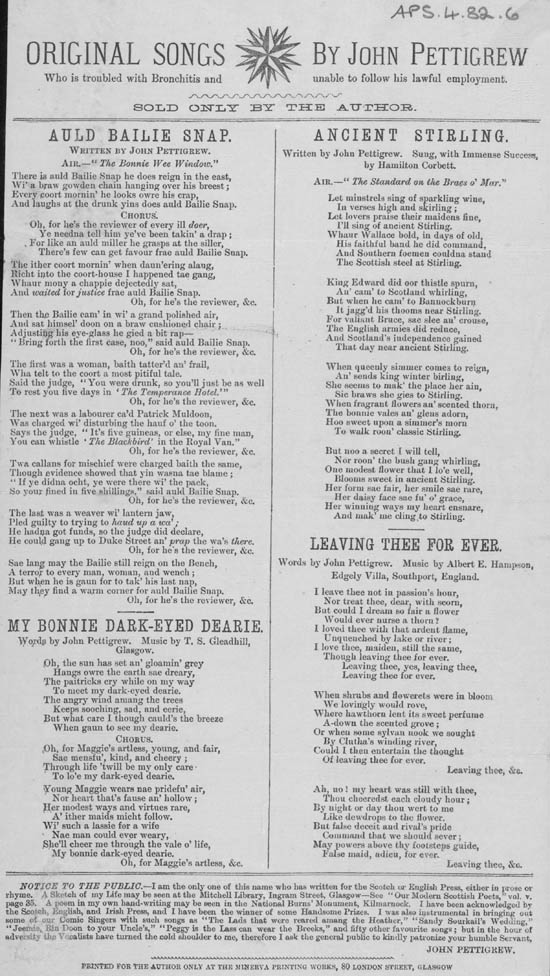 APS.4.82.6
ORIGINAL SONGS BY JOHN PETTIGREW
Who is troubled with Bronchitis and unable to follow his lawful employment.
SOLD ONLY BY THE AUTHOR.
AULD BAILIE SNAP.
WRITTEN BY JOHN PETTIGREW.
AIR.—"The Bonnie Wee Window."
There is auld Bailie Snap he does reign in the east,
Wi' a braw gowden chain hanging over his breest;
Every coort mornin' he looks owre his crap,
And laughs at the drunk yins does auld Bailie Snap.
CHORUS.
Oh, for he's the reviewer of every ill doer,
Ye needna tell him ye've been takin' a drap;
For like an auld miller he grasps at the siller,
There's few can get favour frae auld Bailie Snap.
The ither coort mornin' when daun'ering alang,
Richt into the coort-house I happened tae gang,
Whaur mony a chappie dejectedly sat,
And waited for justice frae auld Bailie Snap.
Oh, for he's the reviewer, &c.
Then the Bailie cam' in wi' a grand polished air,
And sat himsel' doon on a braw cushioned chair;
Adjusting his eye-glass he gied a bit rap—
"Bring forth the first case, noo," said auld Bailie Snap.
Oh, for he's the reviewer, &c.
The first was a woman, baith tatter'd an' frail,
Wha telt to the coort a most pitiful tale.
Said the judge, "You were drunk, so you'll just be as well
To rest you five days in 'The Temperance Hotel.'"
Oh, for he's the reviewer, &c.
The next was a labourer ca'd Patrick Muldoon,
Was charged wi' disturbing the hauf o' the toon.
Says the judge, "It's five guineas, or else, my fine man,
You can whistle 'The Blackbird' in the Royal Van."
Oh, for he's the reviewer, &c.
Twa callans for mischief were charged baith the same,
Though evidence showed that yin wasna tae blame;
"If ye didna ocht, ye were there wi' the pack,
So your fined in five shillings," said auld Bailie Snap.
Oh, for he's the reviewer, &c.
The last was a weaver wi' lantern jaw,
Pled guilty to trying to haud up a wa';
He hadna got funds, so the judge did declare,
He could gang up to Duke Street an' prap the wa's there.
Oh, for he's the reviewer, &c.
Sae lang may the Bailie still reign on the Bench,
A terror to every man, woman, and wench;
But when he is gaun for to tak' his last nap,
May they find a warm corner for auld Bailie Snap.
Oh, for he's the reviewer, &c.
MY BONNIE DARK-EYED DEARIE.
Words by John Pettigrew. Music by T. S. Gleadhill,
Glasgow.
Oh, the sun has set an' gloamin' grey
Hangs owre the earth sae dreary,
The paitricks cry while on my way
To meet my dark-eyed dearie.
The angry wind amang the trees
Keeps sooching, sad, and eerie,
But what care I though cauld's the breeze
When gaun to see my dearie.
CHORUS.
Oh, for Maggie's artless, young, and fair,
Sae mensfu', kind, and cheery;
Through life 'twill be my only care
To lo'e my dark-eyed dearie.
Young Maggie wears nae pridefu' air,
Nor heart that's fause an' hollow;
Her modest ways and virtues rare,
A' ither maids micht follow.
Wi' such a lassie for a wife
Nae man could ever weary,
She'll cheer me through the vale o' life,
My bonnie dark-eyed dearie.
Oh, for Maggie's artless, &c.
ANCIENT STIRLING.
Written by John Pettigrew. Sung, with Immense Success,
by Hamilton Corbett.
AIR.—"The Standard on the Braes o' Mar."
Let minstrels sing of sparkling wine,
In verses high and skirling;
Let lovers praise their maidens fine,
I'll sing of ancient Stirling.
Whaur Wallace bold, in days of old,
His faithful band he did command,
And Southern foemen couldna stand
The Scottish steel at Stirling.
King Edward did oor thistle spurn,
An' cam' to Scotland whirling,
But when he cam' to Bannockburn
It jagg'd his thooms near Stirling.
For valiant Bruce, sae slee an' crouse,
The English armies did reduce,
And Scotland's independence gained
That day near ancient Stirling.
When queenly simmer comes to reign,
An' sends king winter birling,
She seems to mak' the place her ain,
Sic braws she gies to Stirling.
When fragrant flowers an' scented thorn,
The bonnie vales an' glens adorn,
Hoo sweet upon a simmer's morn
To walk roon' classic Stirling.
But noo a secret I will tell,
Nor roon' the bush gang whirling,
One modest flower that I lo'e well,
Blooms sweet in ancient Stirling.
Her form sae fair, her smile sae rare,
Her daisy face sae fu' o' grace,
Her winning ways my heart ensnare,
And mak' me cling to Stirling.
LEAVING THEE FOR EVER.
Words by John Pettigrew. Music by Albert E. Hampson,
Edgely Villa, Southport, England.
I leave thee not in passion's hour,
Nor treat thee, dear, with scorn,
But could I dream so fair a flower
Would ever nurse a thorn?
I loved thee with that ardent flame,
Unquenched by lake or river;
I love thee, maiden, still the same,
Though leaving thee for ever.
Leaving thee, yes, leaving thee,
Leaving thee for ever.
When shrubs and flowerets were in bloom
We lovingly would rove,
Where hawthorn lent its sweet perfume
A-down the scented grove;
Or when some sylvan nook we sought
By Clutha's winding river,
Could I then entertain the thought
Of leaving thee for ever.
Leaving thee, &c.
Ah, no! my heart was still with thee,
Thou cheeredst each cloudy hour;
By night or day thou wert to me
Like dewdrops to the flower.
But false deceit and rival's pride
Command that we should sever;
May powers above thy footsteps guide,
False maid, adieu, for ever.
Leaving thee, &c.
NOTICE TO THE PUBLIC.—I am the only one of this name who has written for the Scotch or English Press, either in prose or
rhyme. A Sketch of my Life may be seen at the Mitchell Library, Ingram Street, Glasgow—See "Our Modern Scottish Poets," vol. v.
page 35. A poem in my own hand-writing may be seen in the National Burns' Monument, Kilmarnock. I have been acknowledged by
the Scotch, English, and Irish Press, and I have been the winner of some Handsome Prizes. I was also instrumental in bringing out
some of our Comic Singers with such songs as "The Lads that were reared amang the Heather," "Sandy Sourkail's Wedding,"
"Jeemie, Rin Doon to your Uncle's," "Peggy is the Lass can wear the Breeks," and fifty other favourite songs; but in the hour of
adversity the Vocalists have turned the cold shoulder to me, therefore I ask the general public to kindly patronize your humble Servant,
JOHN PETTIGREW.
PRINTED FOR THE AUTHOR ONLY AT THE MINERVA PRINTING WORKS, 80 LONDON STREET, GLASGOW